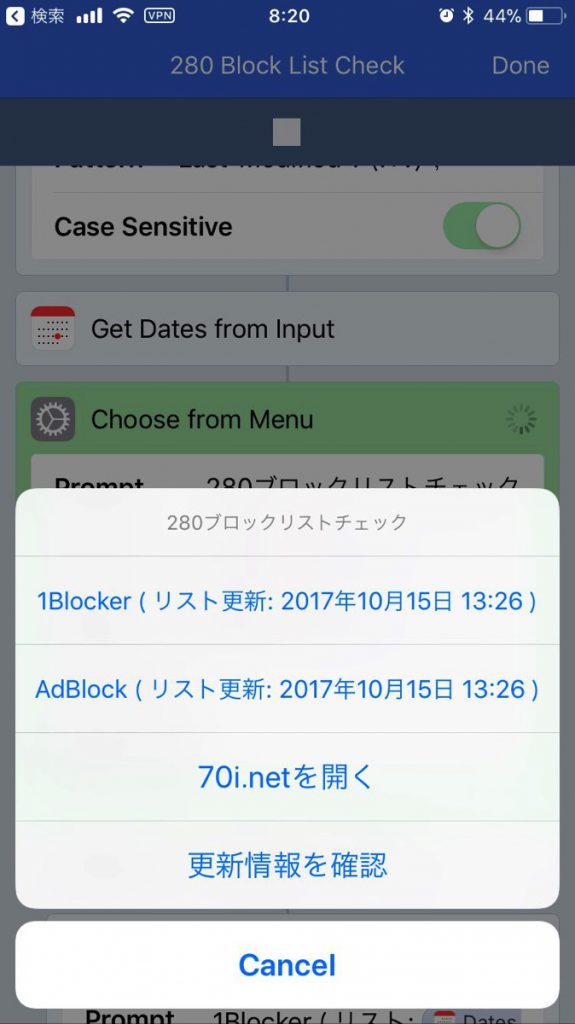 検索 VPN 8:20 44%
280 Block List Check Done
Case Sensitive
Get Dates from Input
Choose from Menu
Prompt 280ブロックリストチェック
280ブロックリストチェック
1Blocker ( リスト更新: 2017年10月15日 13:26 )
AdBlock ( リスト更新: 2017年10月15日 13:26 )
70i.netを開く
更新情報を確認
Cancel
Prompt 1Blocker ( リスト: Dates